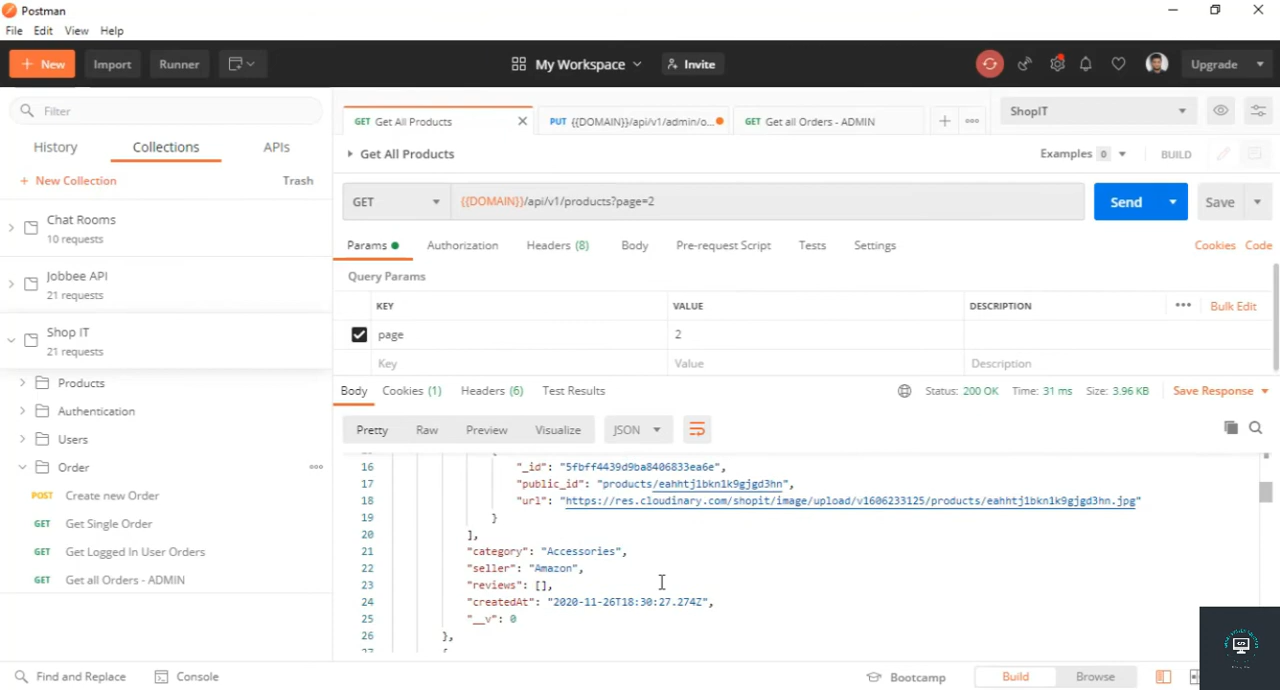 Postman
File Edit View Help
+ New Import Runner My Workspace Invite Upgrade
Filter
History Collections APIs
+ New Collection Trash
Chat Rooms
10 requests
Jobbee API
21 requests
Shop IT
21 requests
Products
Authentication
Users
Order
POST Create new Order
GET Get Single Order
GET Get Logged In User Orders
GET Get all Orders - ADMIN
GET Get All Products PUT {{DOMAIN}}/api/v1/admin/o... GET Get all Orders - ADMIN ShopIT
Get All Products Examples 0 BUILD
GET {{DOMAIN}}/api/v1/products?page=2 Send Save
Params Authorization Headers (8) Body Pre-request Script Tests Settings Cookies Code
Query Params
KEY VALUE DESCRIPTION Bulk Edit
page 2
Key Value Description
Body Cookies (1) Headers (6) Test Results Status: 200 OK Time: 31 ms Size: 3.96 KB Save Response
Pretty Raw Preview Visualize JSON
16 "_id": "5fbff4439d9ba8406833ea6e",
17 "public_id": "products/eahhtj1bkn1k9gjgd3hn",
18 "url": "https://res.cloudinary.com/shopit/image/upload/v1606233125/products/eahhtj1bkn1k9gjgd3hn.jpg"
19 }
20 ],
21 "category": "Accessories",
22 "seller": "Amazon",
23 "reviews": [],
24 "createdAt": "2020-11-26T18:30:27.274Z",
25 "__v": 0
26 },
Find and Replace Console Bootcamp Build Browse